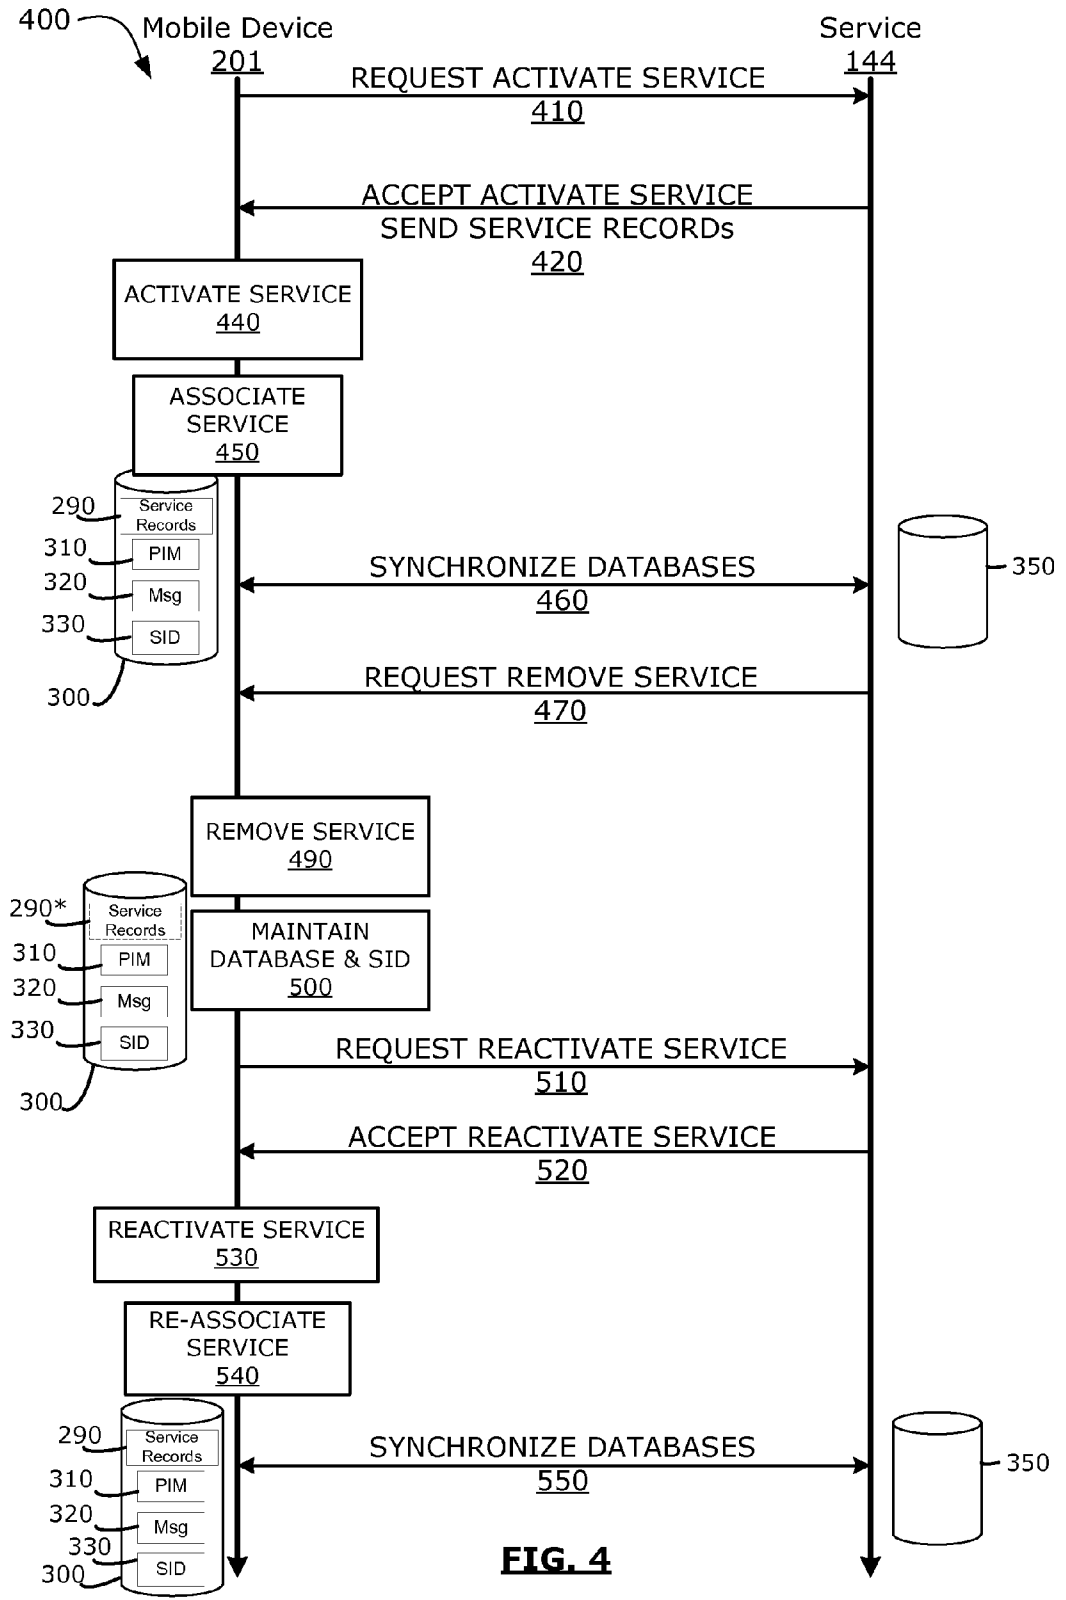 400
Mobile Device
201
Service
144
REQUEST ACTIVATE SERVICE
410
ACCEPT ACTIVATE SERVICE
SEND SERVICE RECORDs
420
ACTIVATE SERVICE
440
ASSOCIATE
SERVICE
450
290
Service
Records
310
PIM
320
Msg
330
SID
300
SYNCHRONIZE DATABASES
460
350
REQUEST REMOVE SERVICE
470
REMOVE SERVICE
490
290*
Service
Records
310
PIM
320
Msg
330
SID
300
MAINTAIN
DATABASE & SID
500
REQUEST REACTIVATE SERVICE
510
ACCEPT REACTIVATE SERVICE
520
REACTIVATE SERVICE
530
RE-ASSOCIATE
SERVICE
540
290
Service
Records
310
PIM
320
Msg
330
SID
300
SYNCHRONIZE DATABASES
550
350
FIG. 4